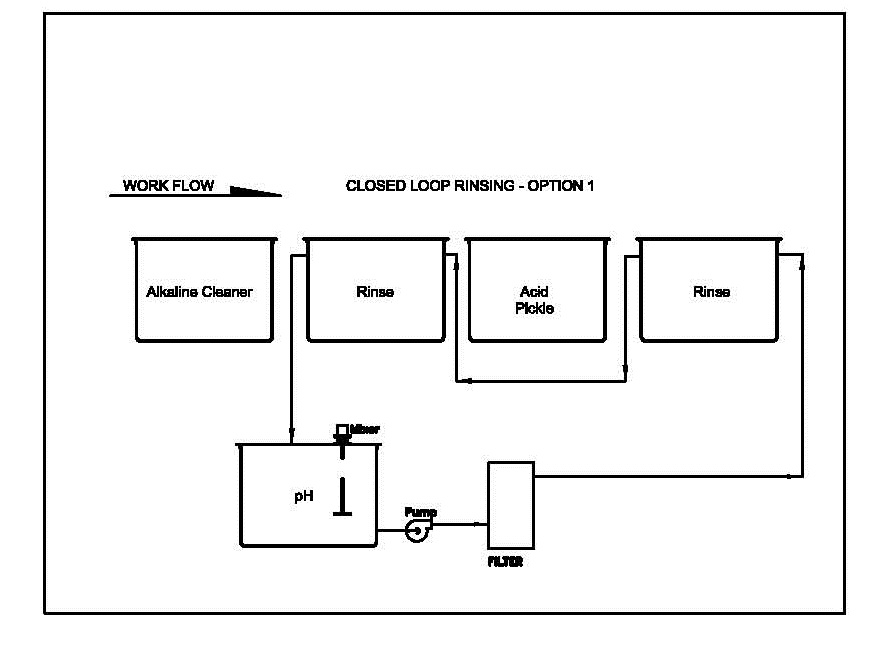 WORK FLOW
CLOSED LOOP RINSING - OPTION 1
Alkaline Cleaner
Rinse
Acid
Pickle
Rinse
Mixer
pH
Pump
FILTER